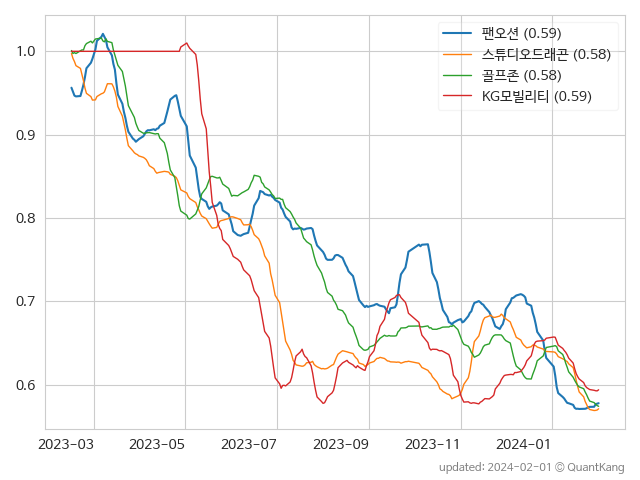 팬오션 (0.59)
스튜디오드래곤 (0.58)
골프존 (0.58)
KG모빌리티 (0.59)
1.0
0.9
0.8
0.7
0.6
2023-03 2023-05 2023-07 2023-09 2023-11 2024-01
updated: 2024-02-01 © QuantKang